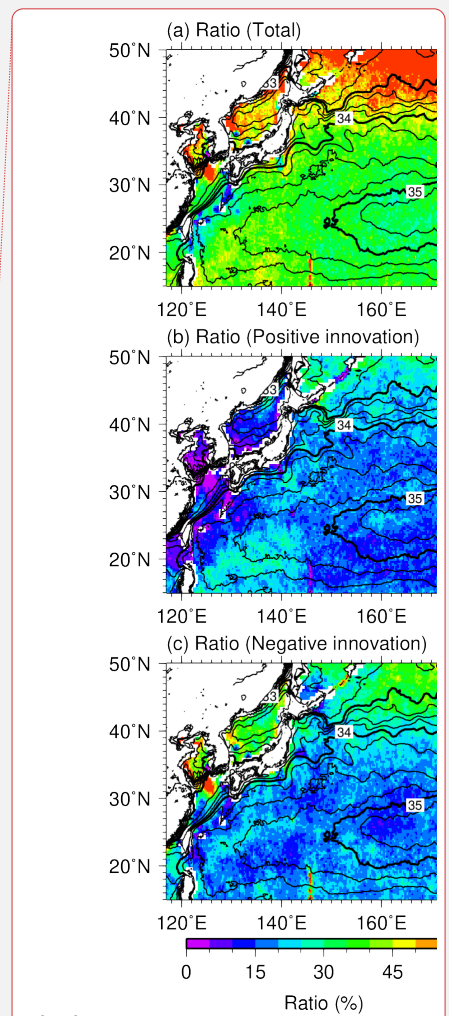 (a) Ratio (Total)
50°N
40°N
30°N
20°N
33
34
35
120°E 140°E 160°E
(b) Ratio (Positive innovation)
50°N
40°N
30°N
20°N
33
34
35
120°E 140°E 160°E
(c) Ratio (Negative innovation)
50°N
40°N
30°N
20°N
33
34
35
120°E 140°E 160°E
0 15 30 45
Ratio (%)